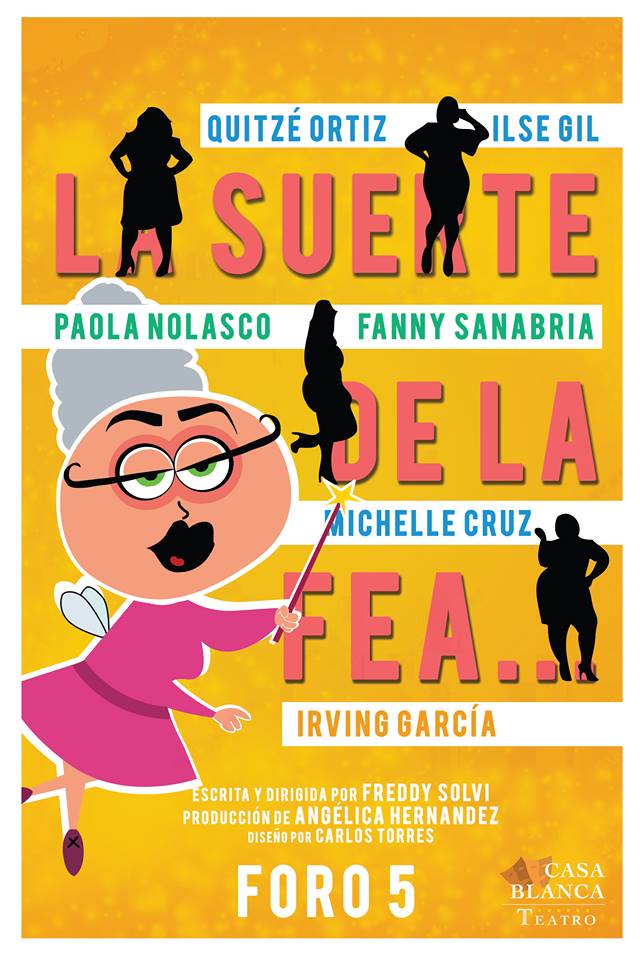 QUITZÉ ORTIZ ILSE GIL
LA SUERTE
PAOLA NOLASCO FANNY SANABRIA
DE LA
MICHELLE CRUZ
FEA...
IRVING GARCÍA
ESCRITA Y DIRIGIDA POR FREDDY SOLVI
PRODUCCIÓN DE ANGÉLICA HERNANDEZ
DISEÑO POR CARLOS TORRES
FORO 5
CASA
BLANCA
TEATRO